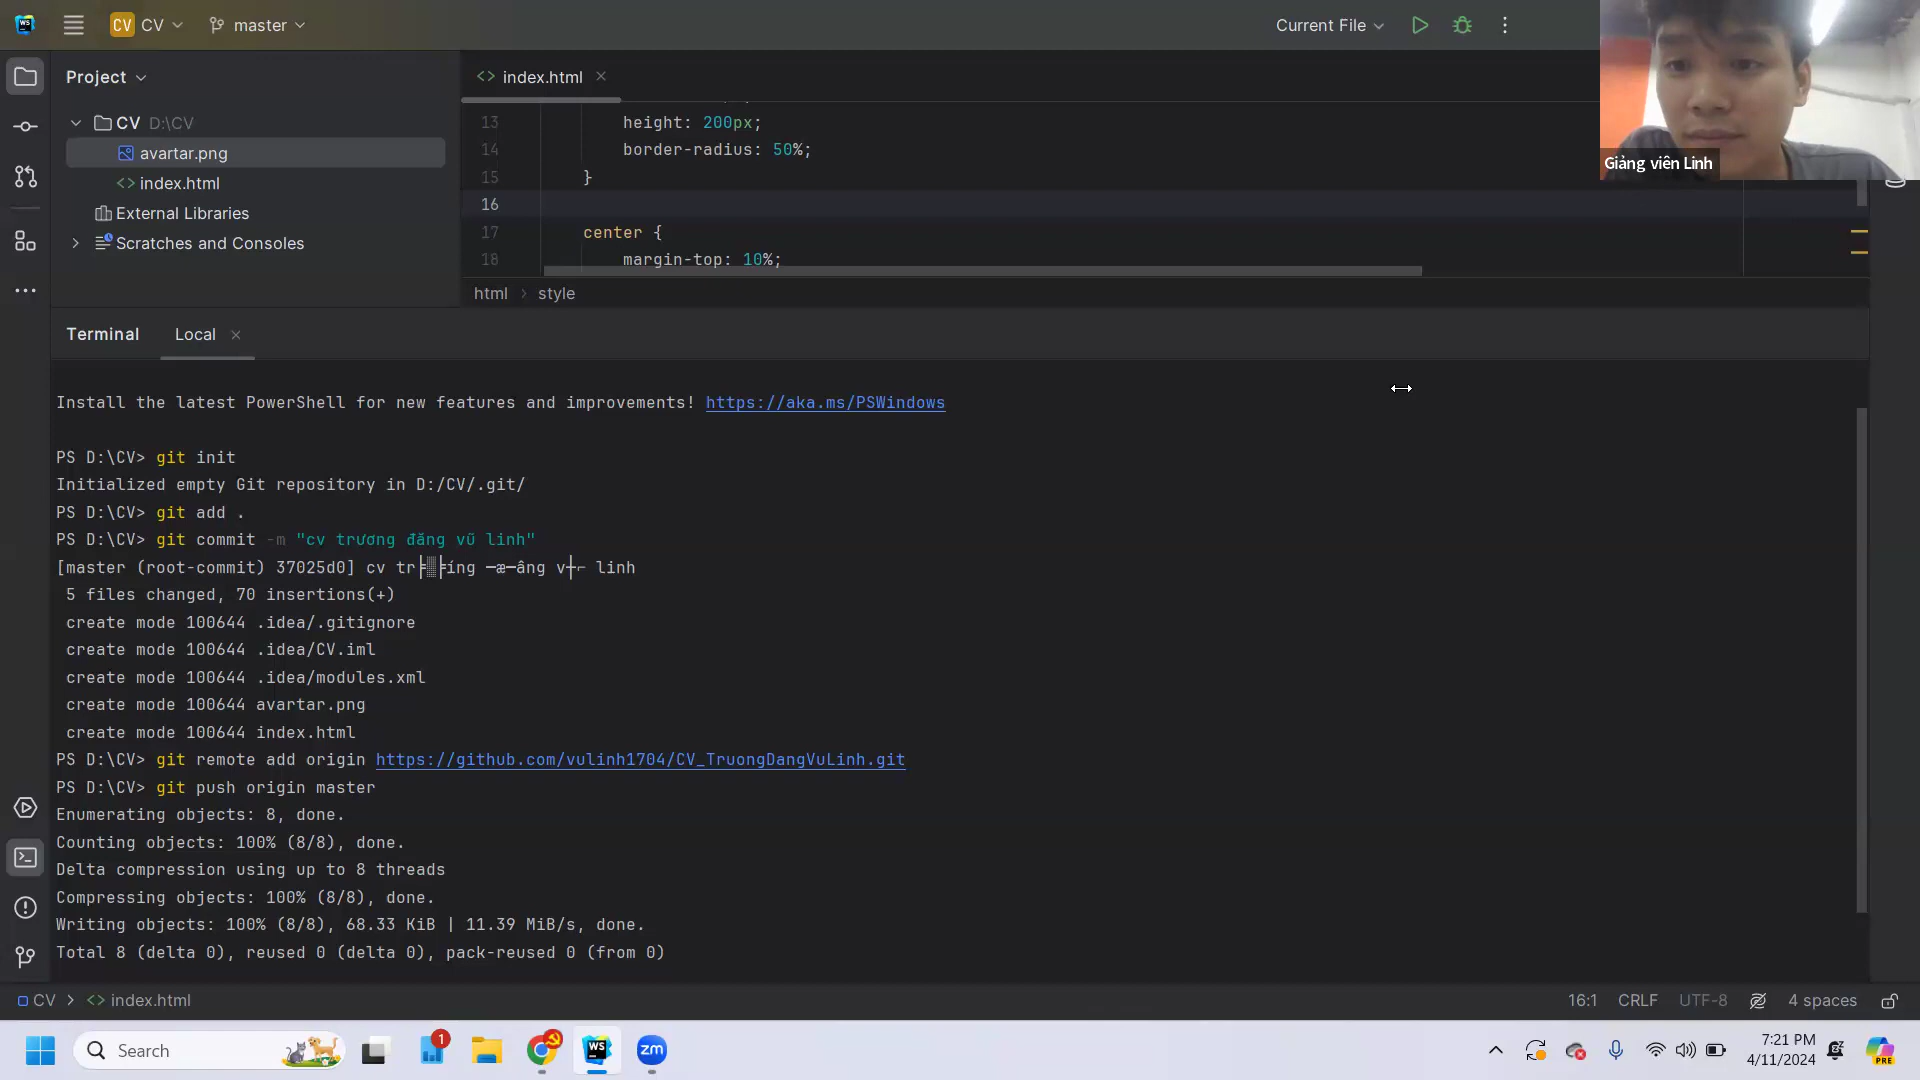 CV CV master Current File
Project
index.html
CV D:\CV
avartar.png
index.html
External Libraries
Scratches and Consoles
13 height: 200px;
14 border-radius: 50%;
15 }
16
17 center {
18 margin-top: 10%;
html > style
Giảng viên Linh
Terminal Local
Install the latest PowerShell for new features and improvements! https://aka.ms/PSWindows
PS D:\CV> git init
Initialized empty Git repository in D:/CV/.git/
PS D:\CV> git add .
PS D:\CV> git commit -m "cv trương đăng vũ linh"
[master (root-commit) 37025d0] cv tr╞░╞íng ─æ─âng v┼⌐ linh
5 files changed, 70 insertions(+)
create mode 100644 .idea/.gitignore
create mode 100644 .idea/CV.iml
create mode 100644 .idea/modules.xml
create mode 100644 avartar.png
create mode 100644 index.html
PS D:\CV> git remote add origin https://github.com/vulinh1704/CV_TruongDangVuLinh.git
PS D:\CV> git push origin master
Enumerating objects: 8, done.
Counting objects: 100% (8/8), done.
Delta compression using up to 8 threads
Compressing objects: 100% (8/8), done.
Writing objects: 100% (8/8), 68.33 KiB | 11.39 MiB/s, done.
Total 8 (delta 0), reused 0 (delta 0), pack-reused 0 (from 0)
CV > index.html
16:1 CRLF UTF-8 4 spaces
Search
1
WS
zm
7:21 PM
4/11/2024
PRE